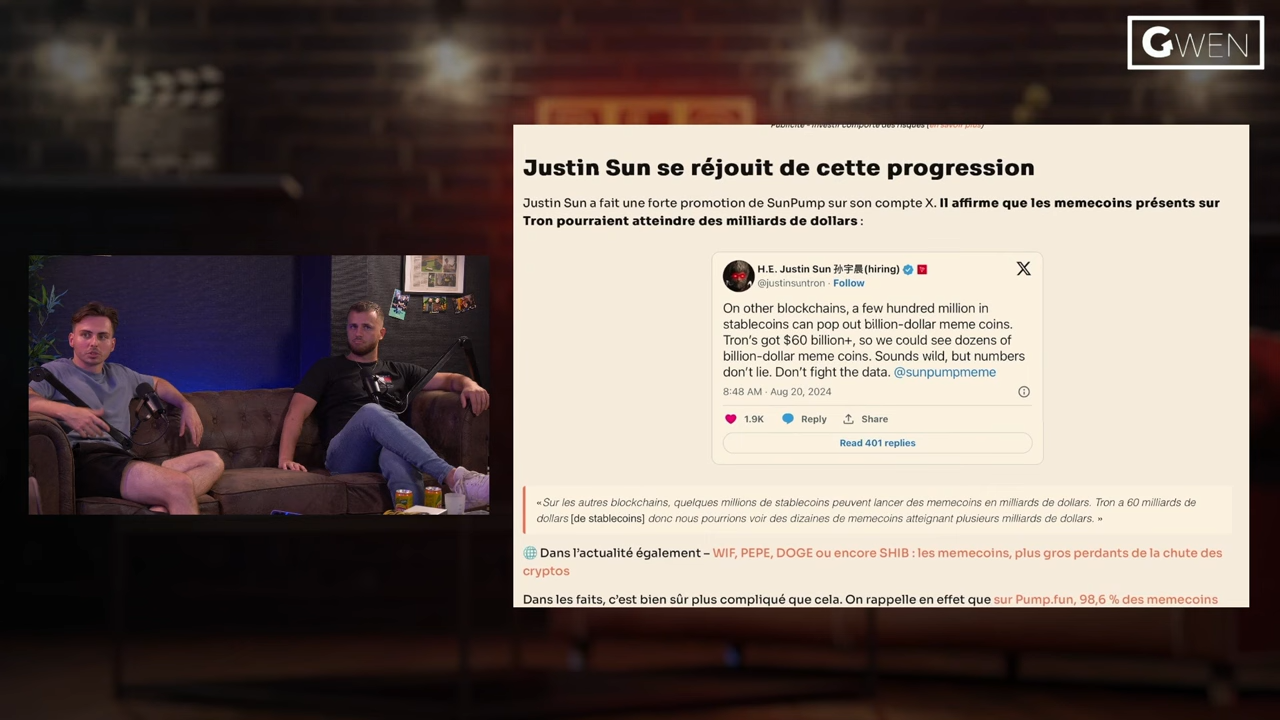 GWEN
Publicité - Investir comporte des risques (en savoir plus)
Justin Sun se réjouit de cette progression
Justin Sun a fait une forte promotion de SunPump sur son compte X. Il affirme que les memecoins présents sur
Tron pourraient atteindre des milliards de dollars :
H.E. Justin Sun 孙宇晨(hiring)
@justinsuntron · Follow
On other blockchains, a few hundred million in
stablecoins can pop out billion-dollar meme coins.
Tron's got $60 billion+, so we could see dozens of
billion-dollar meme coins. Sounds wild, but numbers
don't lie. Don't fight the data. @sunpumpmeme
8:48 AM · Aug 20, 2024
1.9K Reply Share
Read 401 replies
«Sur les autres blockchains, quelques millions de stablecoins peuvent lancer des memecoins en milliards de dollars. Tron a 60 milliards de
dollars [de stablecoins] donc nous pourrions voir des dizaines de memecoins atteignant plusieurs milliards de dollars. »
Dans l'actualité également – WIF, PEPE, DOGE ou encore SHIB : les memecoins, plus gros perdants de la chute des
cryptos
Dans les faits, c'est bien sûr plus compliqué que cela. On rappelle en effet que sur Pump.fun, 98,6 % des memecoins